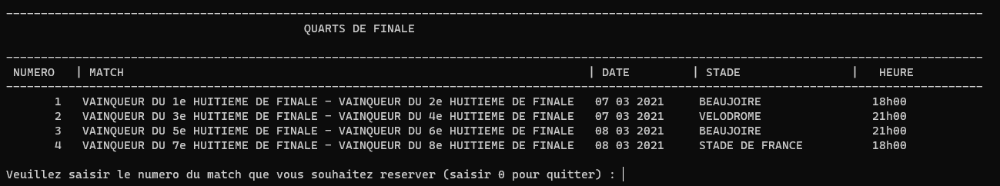 QUARTS DE FINALE
NUMERO | MATCH | DATE | STADE | HEURE
1 VAINQUEUR DU 1e HUITIEME DE FINALE - VAINQUEUR DU 2e HUITIEME DE FINALE 07 03 2021 BEAUJOIRE 18h00
2 VAINQUEUR DU 3e HUITIEME DE FINALE - VAINQUEUR DU 4e HUITIEME DE FINALE 07 03 2021 VELODROME 21h00
3 VAINQUEUR DU 5e HUITIEME DE FINALE - VAINQUEUR DU 6e HUITIEME DE FINALE 08 03 2021 BEAUJOIRE 21h00
4 VAINQUEUR DU 7e HUITIEME DE FINALE - VAINQUEUR DU 8e HUITIEME DE FINALE 08 03 2021 STADE DE FRANCE 18h00
Veuillez saisir le numero du match que vous souhaitez reserver (saisir 0 pour quitter) :